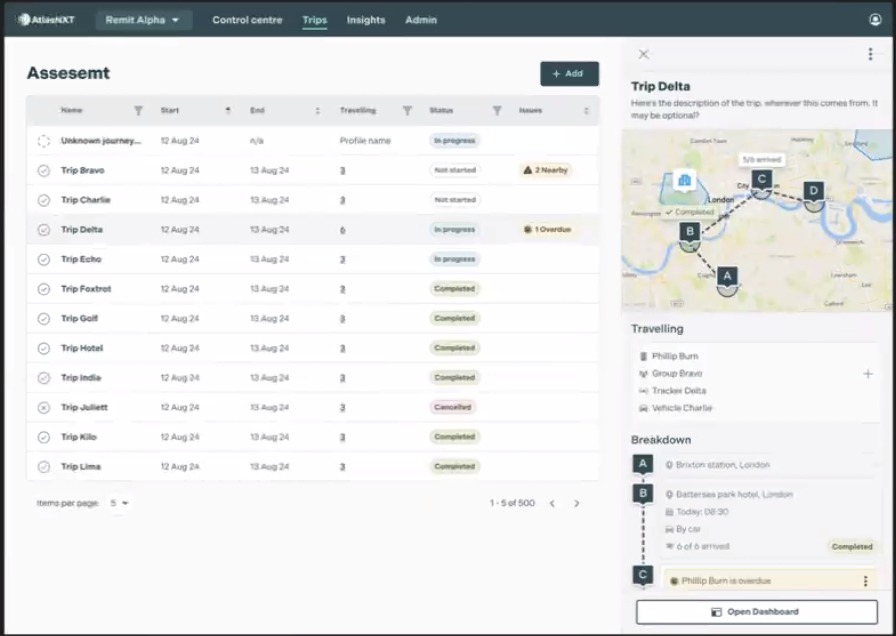 AtlasNXT
Remit Alpha
Control centre
Trips
Insights
Admin
Assesemt
+ Add
Name Start End Travelling Status Issues
Unknown journey... 12 Aug 24 n/a Profile name In progress
Trip Bravo 12 Aug 24 13 Aug 24 3 Not started 2 Nearby
Trip Charlie 12 Aug 24 13 Aug 24 3 Not started
Trip Delta 12 Aug 24 13 Aug 24 6 In progress 1 Overdue
Trip Echo 12 Aug 24 13 Aug 24 3 In progress
Trip Foxtrot 12 Aug 24 13 Aug 24 3 Completed
Trip Golf 12 Aug 24 13 Aug 24 3 Completed
Trip Hotel 12 Aug 24 13 Aug 24 3 Completed
Trip India 12 Aug 24 13 Aug 24 3 Completed
Trip Juliett 12 Aug 24 13 Aug 24 3 Cancelled
Trip Kilo 12 Aug 24 13 Aug 24 3 Completed
Trip Lima 12 Aug 24 13 Aug 24 3 Completed
Items per page: 5
1 - 5 of 500
Trip Delta
Here's the description of the trip, wherever this comes from. It
may be optional?
Camden Town
5/6 arrived
C
City
D
London
Kensington
Completed
B
Greenwich
A
Lewisham
Catford
Travelling
Phillip Burn
Group Bravo
Tracker Delta
Vehicle Charlie
Breakdown
A Brixton station, London
B Battersea park hotel, London
Today: 08:30
By car
6 of 6 arrived Completed
C Phillip Burn is overdue
Open Dashboard